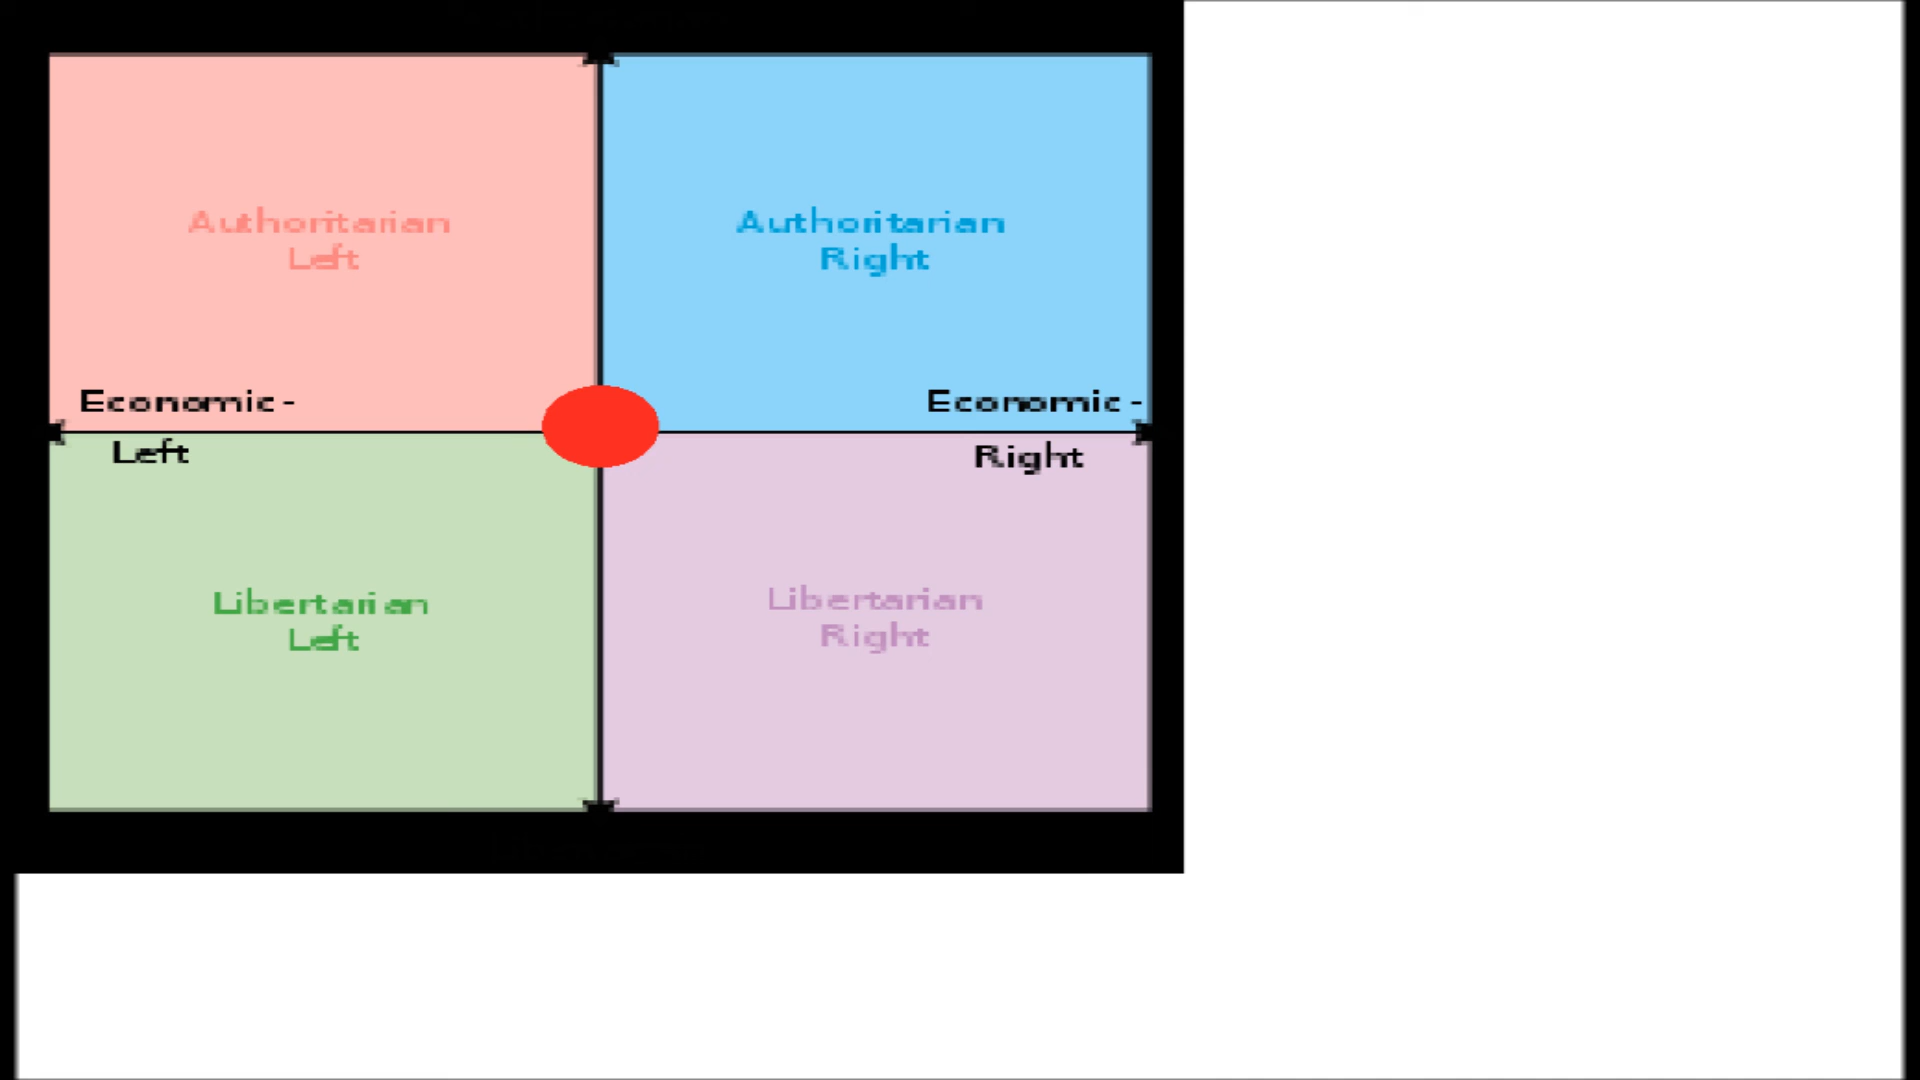 Authoritarian
Left
Authoritarian
Right
Economic-
Left
Economic-
Right
Libertarian
Left
Libertarian
Right